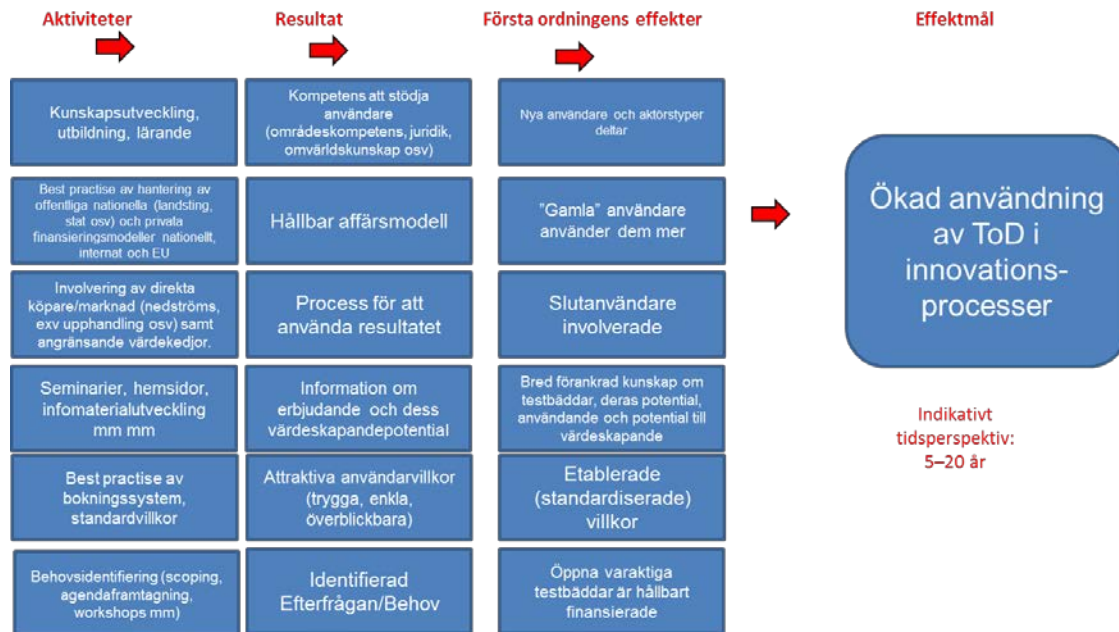 Aktiviteter
Resultat
Första ordningens effekter
Effektmål
Kunskapsutveckling,
utbildning, lärande
Kompetens att stödja
användare
(områdeskompetens, juridik,
omvärldskunskap osv)
Nya användare och aktörstyper
deltar
Best practise av hantering av
offentliga nationella (landsting,
stat osv) och privata
finansieringsmodeller nationellt,
internat och EU
Hållbar affärsmodell
"Gamla" användare
använder dem mer
Involvering av direkta
köpare/marknad (nedströms,
exv upphandling osv) samt
angränsande värdekedjor.
Process för att
använda resultatet
Slutanvändare
involverade
Seminarier, hemsidor,
infomaterialutveckling
mm mm
Information om
erbjudande och dess
värdeskapandepotential
Bred förankrad kunskap om
testbäddar, deras potential,
användande och potential till
värdeskapande
Best practise av
bokningssystem,
standardvillkor
Attraktiva användarvillkor
(trygga, enkla,
överblickbara)
Etablerade
(standardiserade)
villkor
Behovsidentifiering (scoping,
agendaframtagning,
workshops mm)
Identifierad
Efterfrågan/Behov
Öppna varaktiga
testbäddar är hållbart
finansierade
Ökad användning
av ToD i
innovations-
processer
Indikativt
tidsperspektiv:
5–20 år